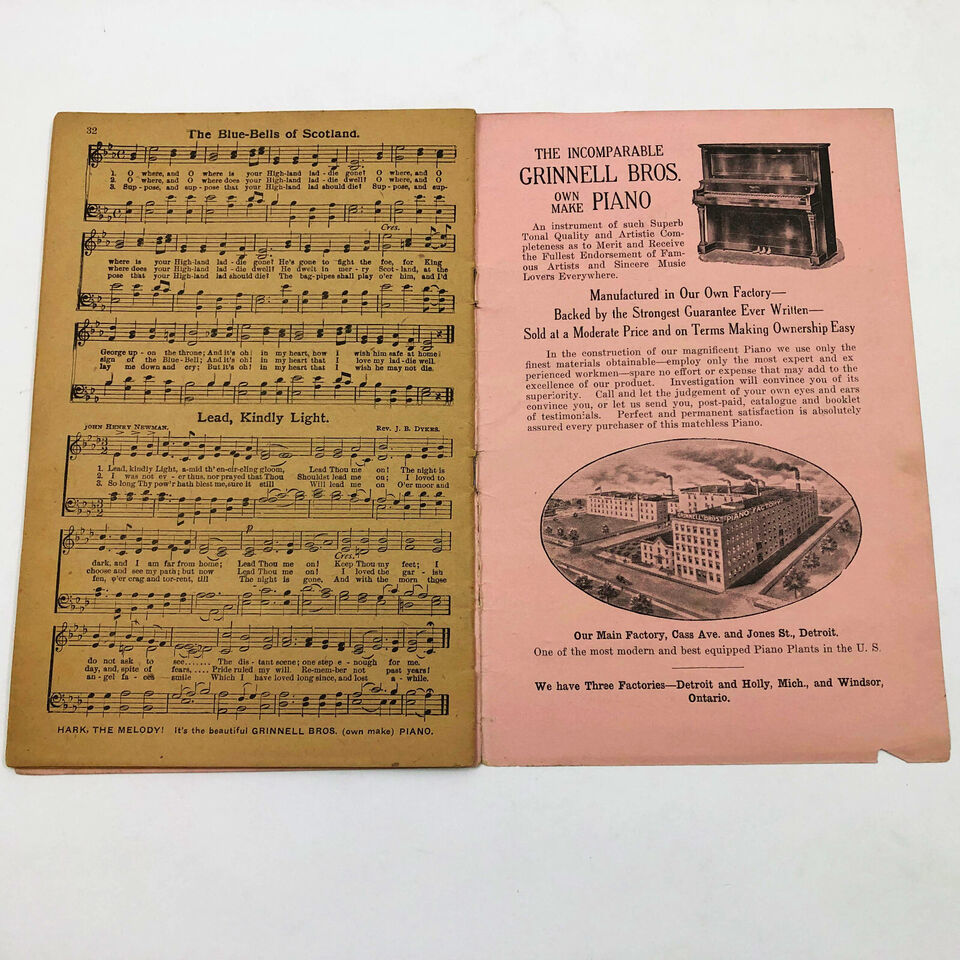 32
The Blue-Bells of Scotland.
1. O where, and O where is your High-land lad-die gone! O where, and O
2. O where, and O where does your High-land lad-die dwell! O where, and O
3. Sup-pose, and sup-pose that your High-land lad should die! Sup-pose, and sup-
Cres.
where is your High-land lad-die gone! He's gone to fight the foe, for King
where does your High-land lad-die dwell! He dwelt in mer-ry Scot-land, at the
pose that your High-land lad should die! The bag-pipes shall play o'er him, and I'd
George up-on the throne; And it's oh! in my heart, how I wish him safe at home!
sign of the Blue-Bell; And it's oh! in my heart that I love my lad-die well.
lay me down and cry; But it's oh! in my heart that I wish he may not die.
Lead, Kindly Light.
JOHN HENRY NEWMAN. Rev. J. B. DYKES.
1. Lead, kindly Light, a-mid th' en-cir-cling gloom, Lead Thou me on! The night is
2. I was not ev-er thus, nor prayed that Thou Shouldst lead me on; I loved to
3. So long Thy pow'r hath blest me, sure it still Will lead me on O'er moor and
p
Cres.
dark, and I am far from home; Lead Thou me on! Keep Thou my feet; I
choose and see my path; but now Lead Thou me on! I loved the gar-ish
fen, o'er crag and tor-rent, till The night is gone, And with the morn those
do not ask to see....... The dis-tant scene; one step e-nough for me.
day, and, spite of fears,.... Pride ruled my will. Re-mem-ber not past years!
an-gel fa-ces smile Which I have loved long since, and lost a-while.
HARK, THE MELODY! It's the beautiful GRINNELL BROS. (own make) PIANO.
THE INCOMPARABLE
GRINNELL BROS.
OWN MAKE PIANO
An instrument of such Superb
Tonal Quality and Artistic Com-
pleteness as to Merit and Receive
the Fullest Endorsement of Fam-
ous Artists and Sincere Music
Lovers Everywhere.
Manufactured in Our Own Factory—
Backed by the Strongest Guarantee Ever Written—
Sold at a Moderate Price and on Terms Making Ownership Easy
In the construction of our magnificent Piano we use only the
finest materials obtainable—employ only the most expert and ex
perienced workmen—spare no effort or expense that may add to the
excellence of our product. Investigation will convince you of its
superiority. Call and let the judgement of your own eyes and ears
convince you, or let us send you, post-paid, catalogue and booklet
of testimonials. Perfect and permanent satisfaction is absolutely
assured every purchaser of this matchless Piano.
GRINNELL BROS. PIANO FACTORY
Our Main Factory, Cass Ave. and Jones St., Detroit.
One of the most modern and best equipped Piano Plants in the U. S.
We have Three Factories—Detroit and Holly, Mich., and Windsor,
Ontario.